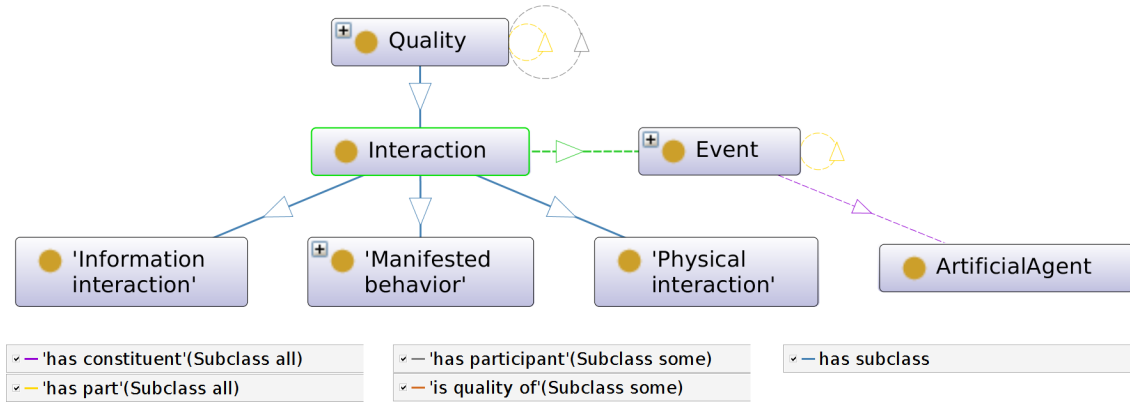 Quality
Interaction
Event
'Information
interaction'
'Manifested
behavior'
'Physical
interaction'
ArtificialAgent
'has constituent'(Subclass all)
'has participant'(Subclass some)
has subclass
'has part'(Subclass all)
'is quality of'(Subclass some)